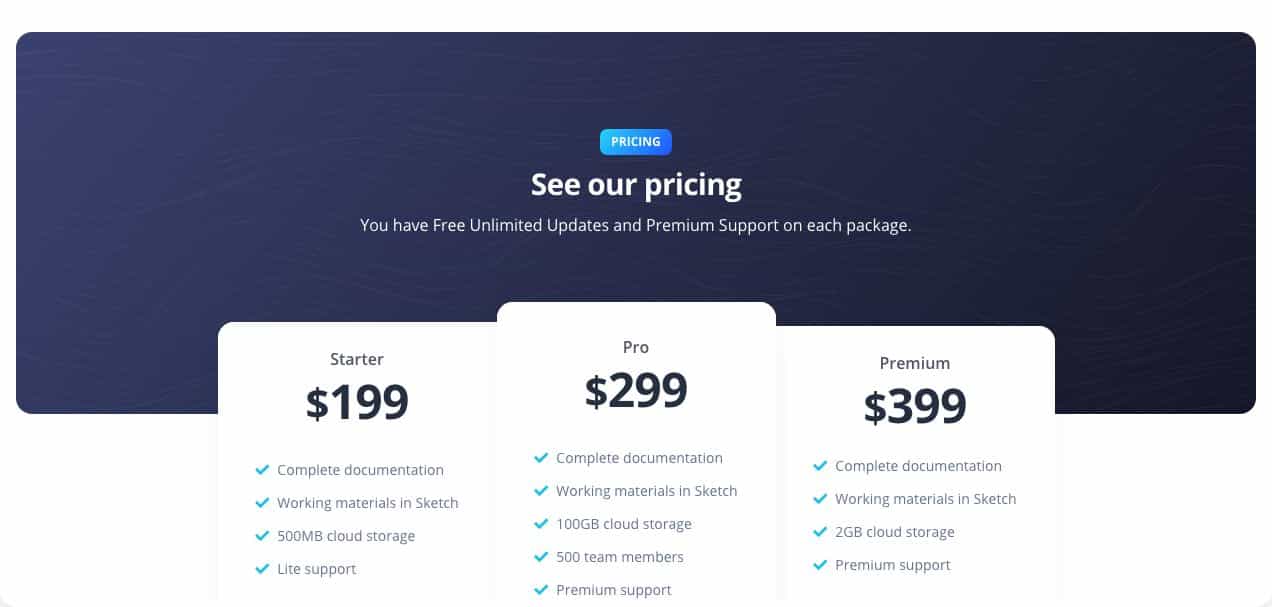 PRICING
See our pricing
You have Free Unlimited Updates and Premium Support on each package.
Starter
$199
Complete documentation
Working materials in Sketch
500MB cloud storage
Lite support
Pro
$299
Complete documentation
Working materials in Sketch
100GB cloud storage
500 team members
Premium support
Premium
$399
Complete documentation
Working materials in Sketch
2GB cloud storage
Premium support